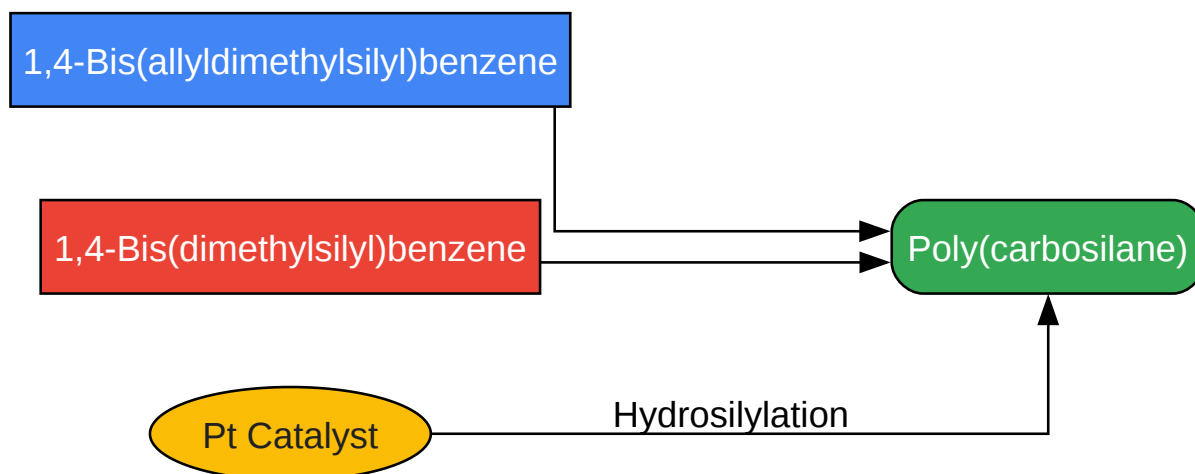 1,4-Bis(allyldimethylsilyl)benzene
1,4-Bis(dimethylsilyl)benzene
Poly(carbosilane)
Hydrosilylation
Pt Catalyst